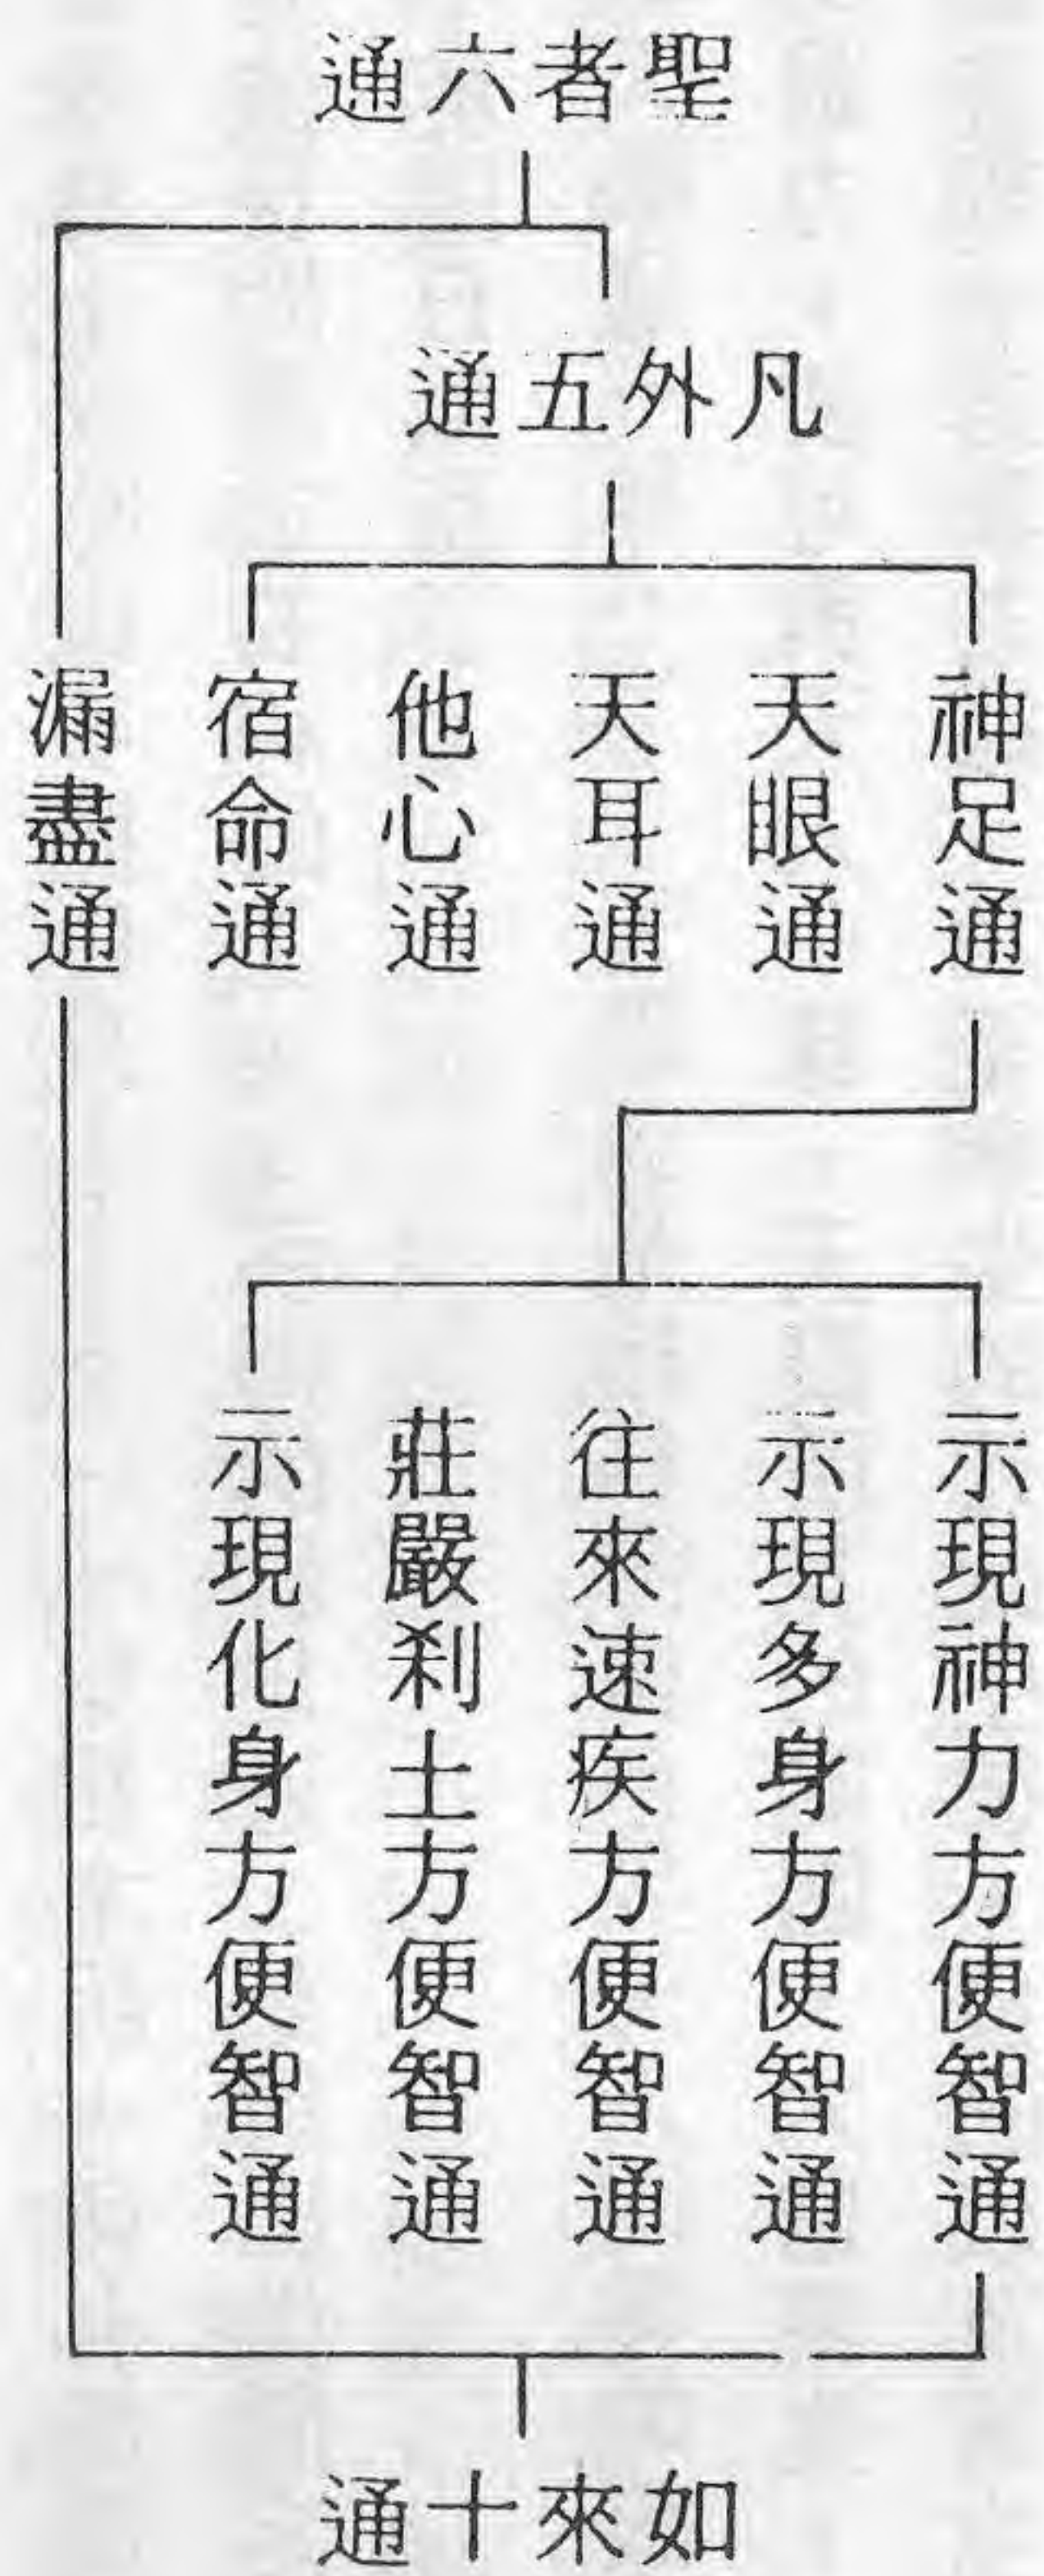 聖者六通
凡外五通
神足通
天眼通
天耳通
他心通
宿命通
漏盡通
示現神力方便智通
示現多身方便智通
往來速疾方便智通
莊嚴刹土方便智通
示現化身方便智通
如來十通